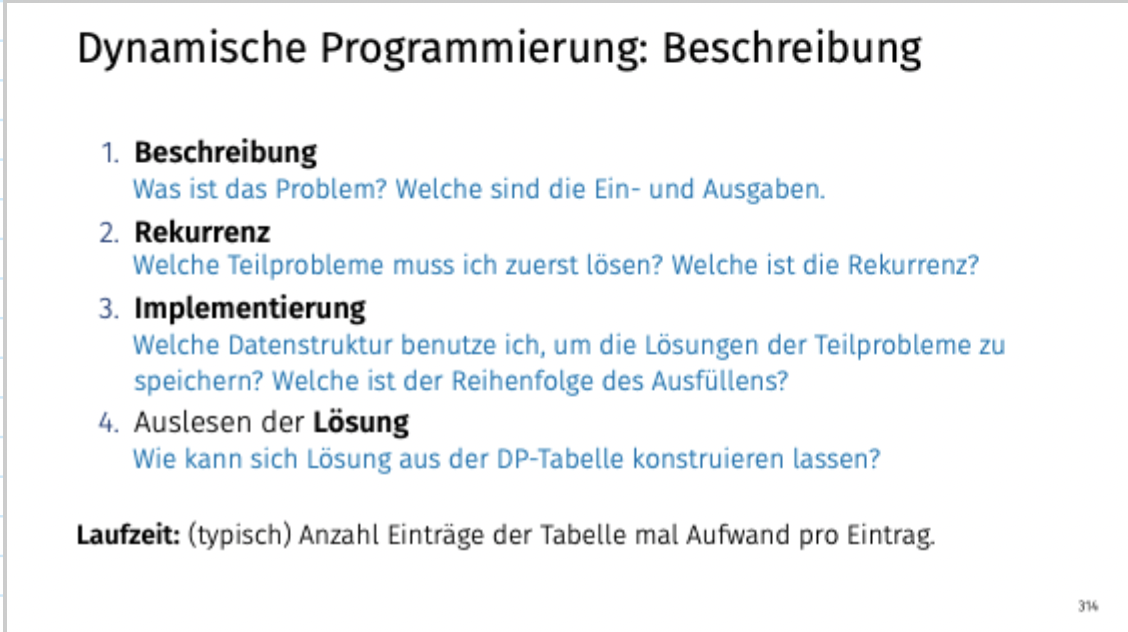 Dynamische Programmierung: Beschreibung
1. Beschreibung
Was ist das Problem? Welche sind die Ein- und Ausgaben.
2. Rekurrenz
Welche Teilprobleme muss ich zuerst lösen? Welche ist die Rekurrenz?
3. Implementierung
Welche Datenstruktur benutze ich, um die Lösungen der Teilprobleme zu
speichern? Welche ist der Reihenfolge des Ausfüllens?
4. Auslesen der Lösung
Wie kann sich Lösung aus der DP-Tabelle konstruieren lassen?
Laufzeit: (typisch) Anzahl Einträge der Tabelle mal Aufwand pro Eintrag.
314